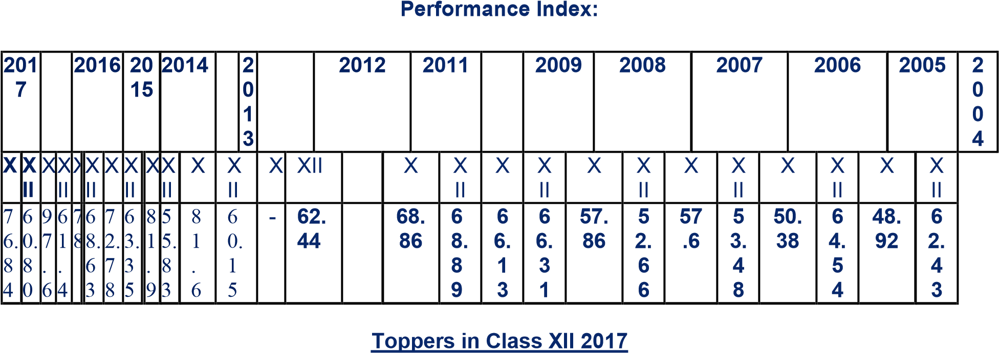 Performance Index:
2017 2016 2015 2014 2013 2012 2011 2009 2008 2007 2006 2005 2004
X XII X XII X XII X XII X XII X XII X XII X XII X XII X XII X XII X XII X XII
76.84 60.80 97.6 61.4 78 68.63 72.78 63.35 81.9 55.83 81.6 60.15 - 62.44 68.86 68.89 66.13 66.31 57.86 52.66 57.6 53.48 50.38 64.54 48.92 62.43
Toppers in Class XII 2017